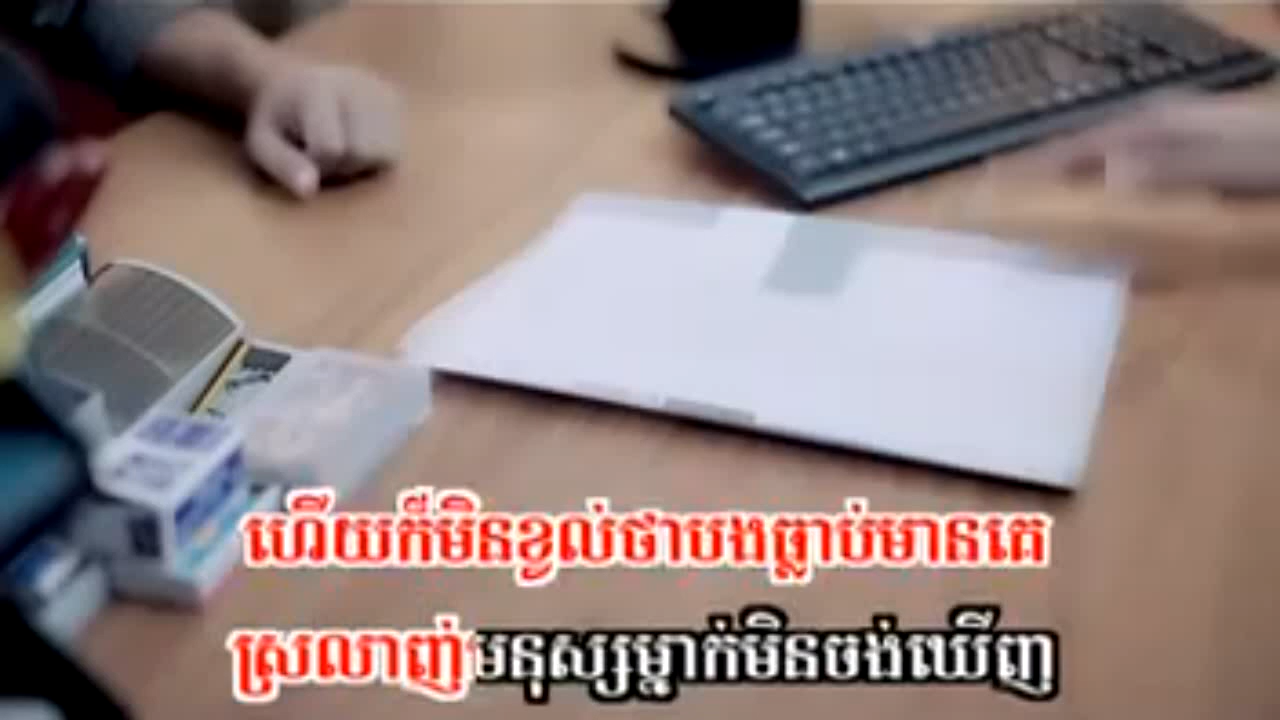 ហើយក៏មិនខ្វល់ថាបងធ្លាប់មានគេ
ស្រលាញ់មនុស្សម្នាក់មិនចង់ឃើញ